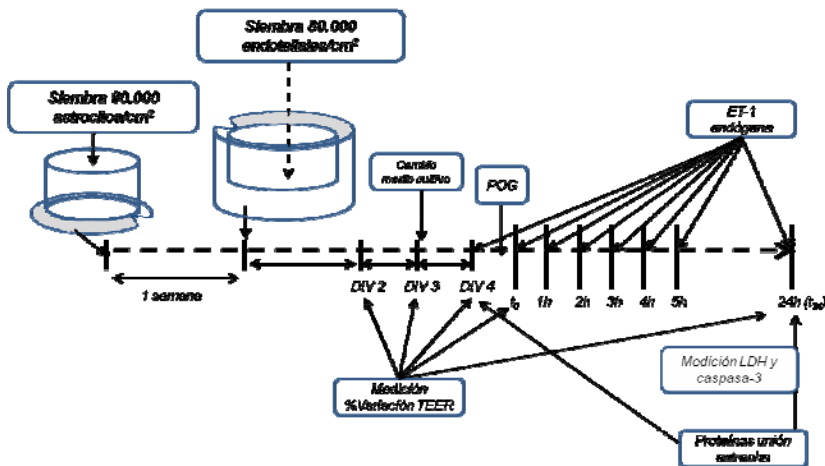 Siembra 80.000
endoteliales/cm²
Siembra 90.000
astrocitos/cm²
ET-1
endógena
Cambio
medio cultivo
POG
1 semana
DIV 2
DIV 3
DIV 4
t₀
1h
2h
3h
4h
5h
24h
Medición LDH y
caspasa-3
Medición
%Variación TEER
Proteínas unión
estrecha